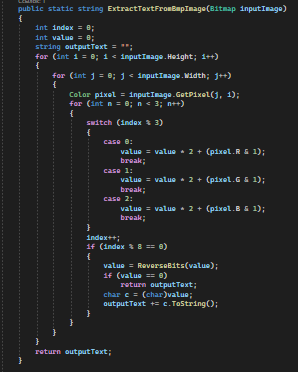 public static string ExtractTextFromBmpImage(Bitmap inputImage)
{
int index = 0;
int value = 0;
string outputText = "";
for (int i = 0; i < inputImage.Height; i++)
{
for (int j = 0; j < inputImage.Width; j++)
{
Color pixel = inputImage.GetPixel(j, i);
for (int n = 0; n < 3; n++)
{
switch (index % 3)
{
case 0:
value = value * 2 + (pixel.R & 1);
break;
case 1:
value = value * 2 + (pixel.G & 1);
break;
case 2:
value = value * 2 + (pixel.B & 1);
break;
}
index++;
if (index % 8 == 0)
{
value = ReverseBits(value);
if (value == 0)
return outputText;
char c = (char)value;
outputText += c.ToString();
}
}
}
}
return outputText;
}